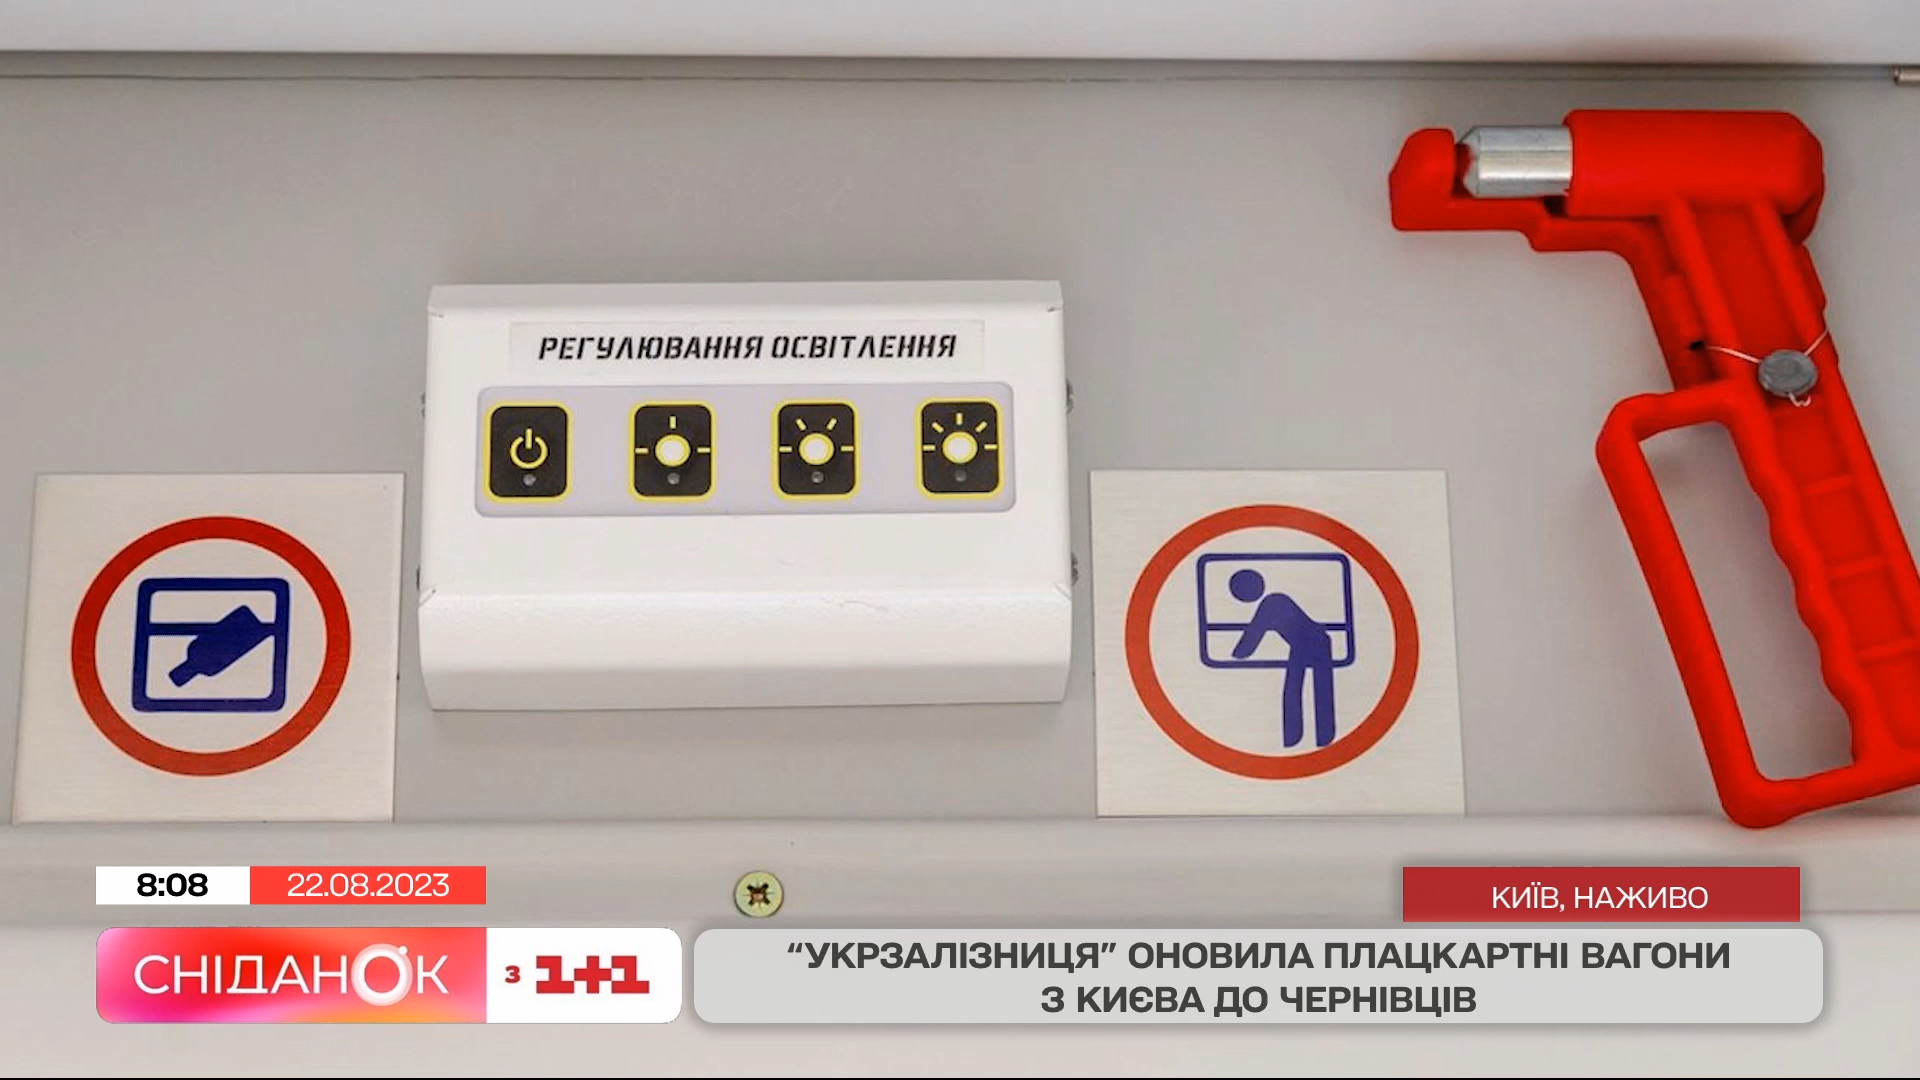 РЕГУЛЮВАННЯ ОСВІТЛЕННЯ
8:08 22.08.2023
КИЇВ, НАЖИВО
СНІДАНОК З 1+1
“УКРЗАЛІЗНИЦЯ” ОНОВИЛА ПЛАЦКАРТНІ ВАГОНИ
З КИЄВА ДО ЧЕРНІВЦІВ